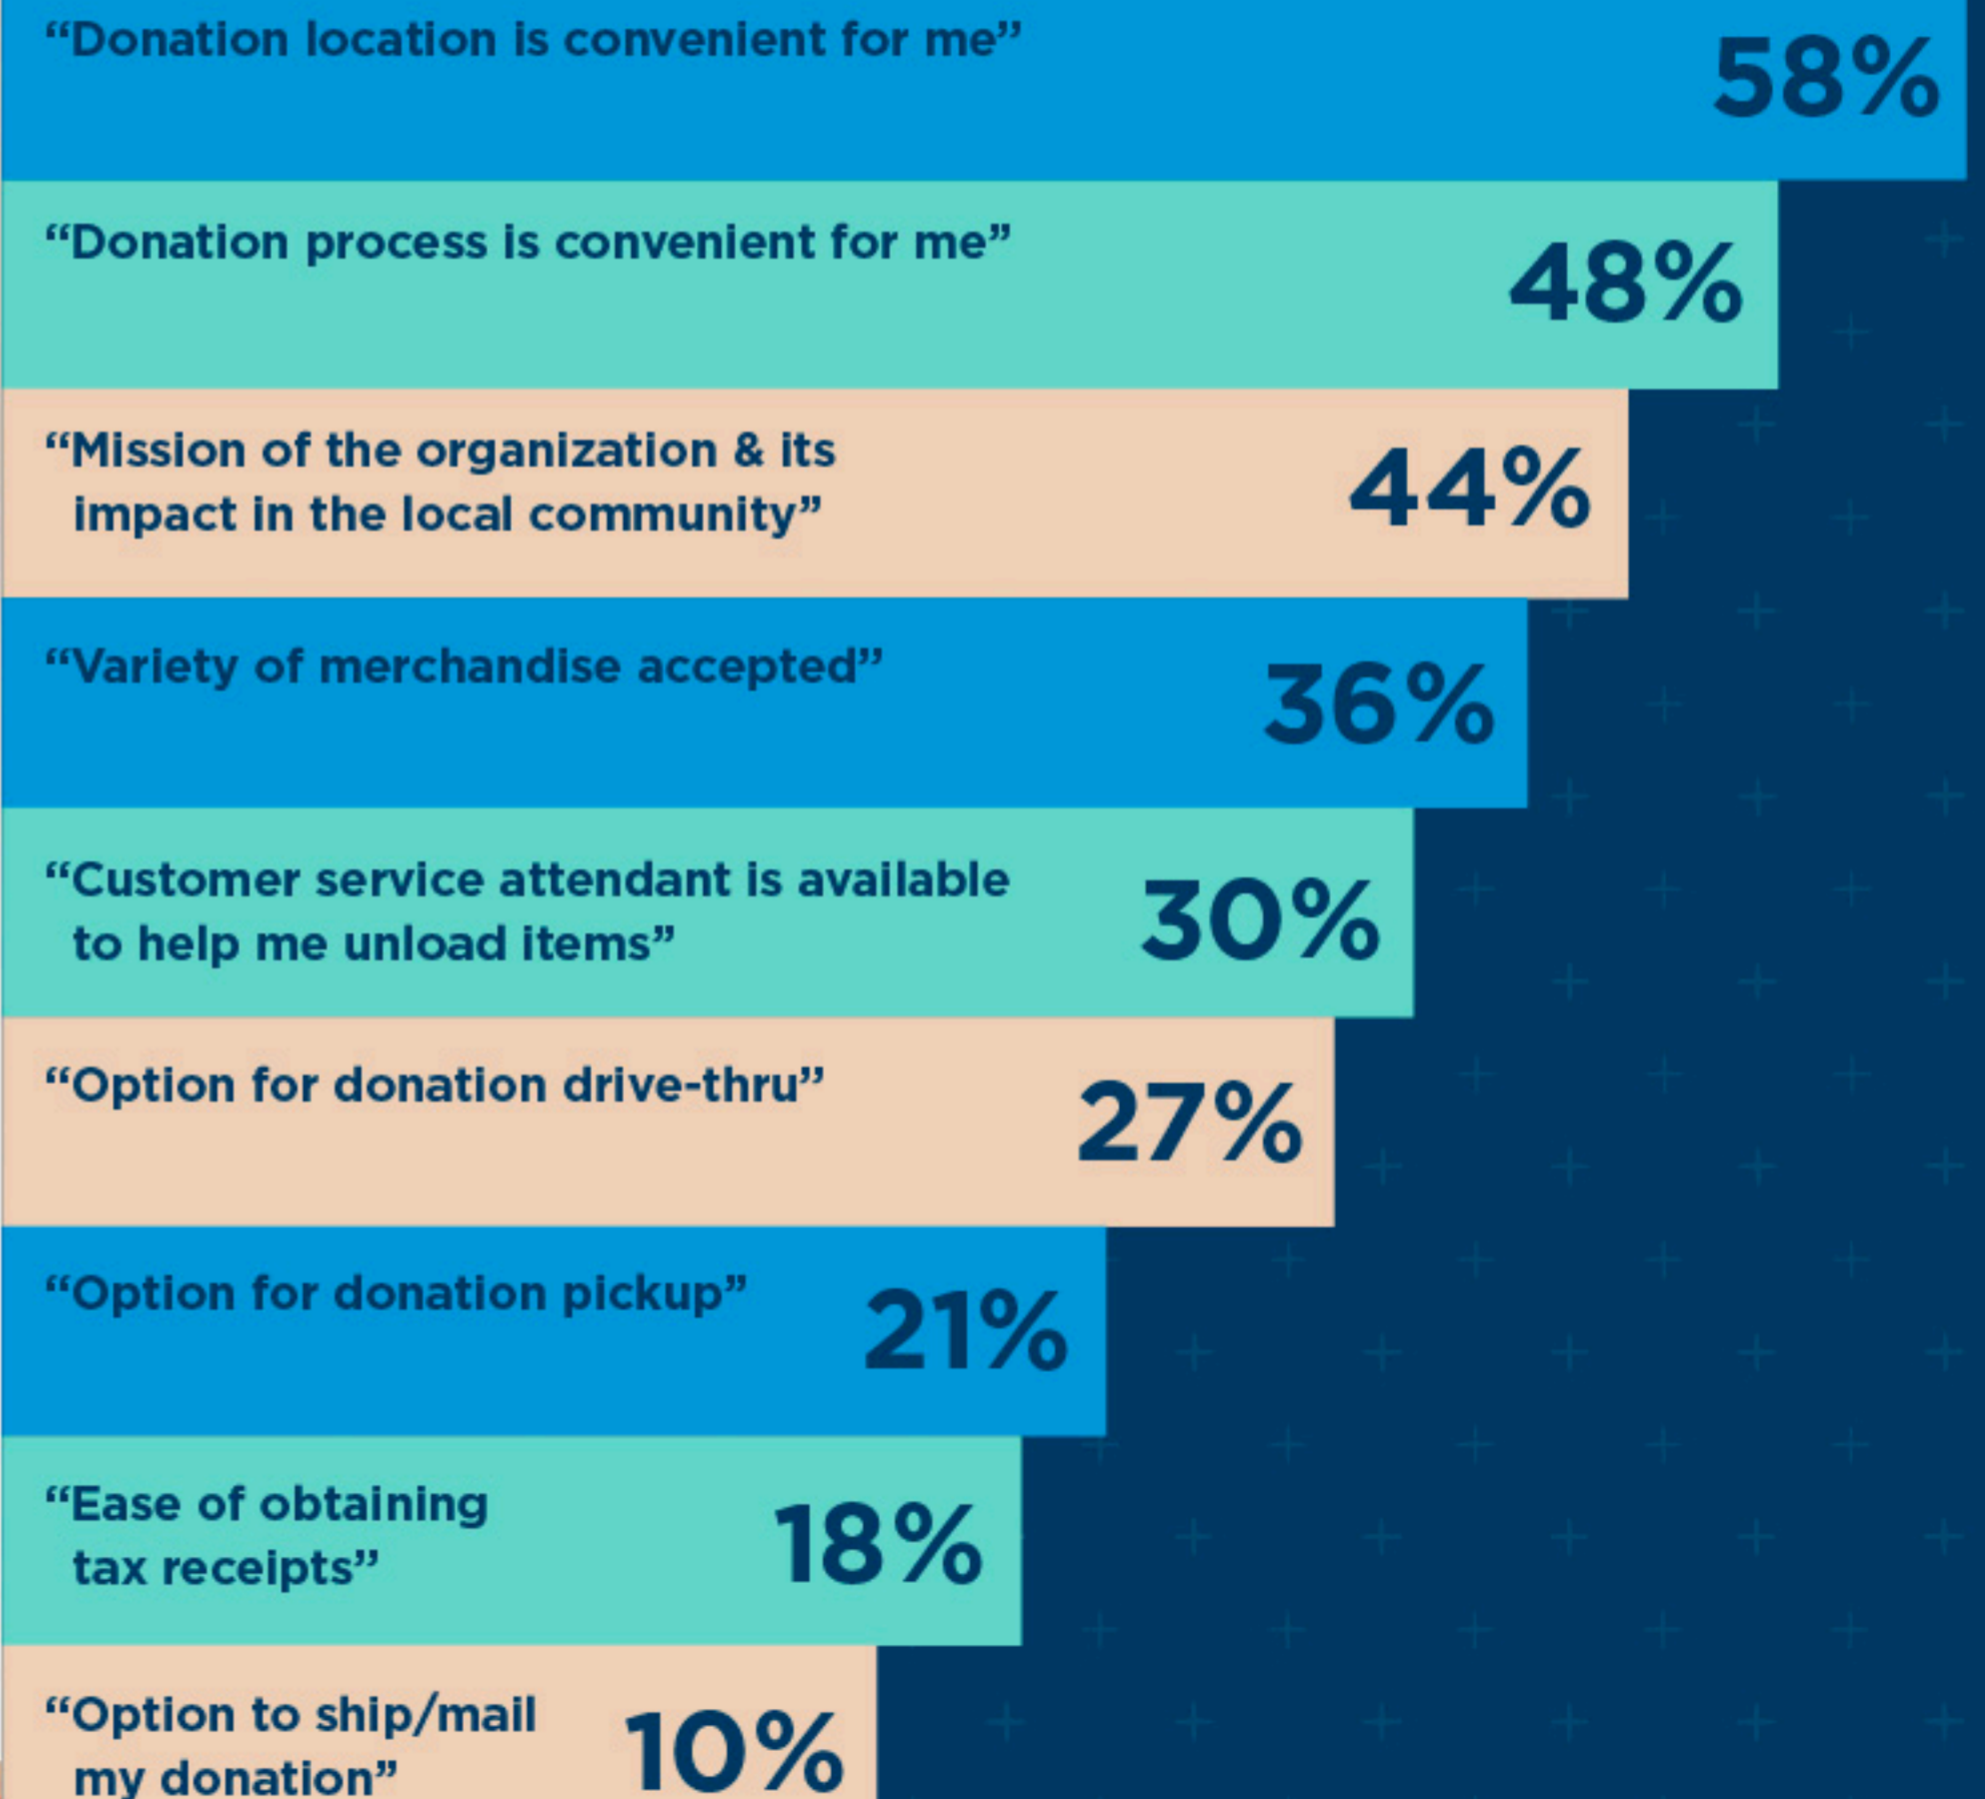 “Donation location is convenient for me”
58%
“Donation process is convenient for me”
48%
“Mission of the organization & its
impact in the local community”
44%
“Variety of merchandise accepted”
36%
“Customer service attendant is available
to help me unload items”
30%
“Option for donation drive-thru”
27%
“Option for donation pickup”
21%
“Ease of obtaining
tax receipts”
18%
“Option to ship/mail
my donation”
10%